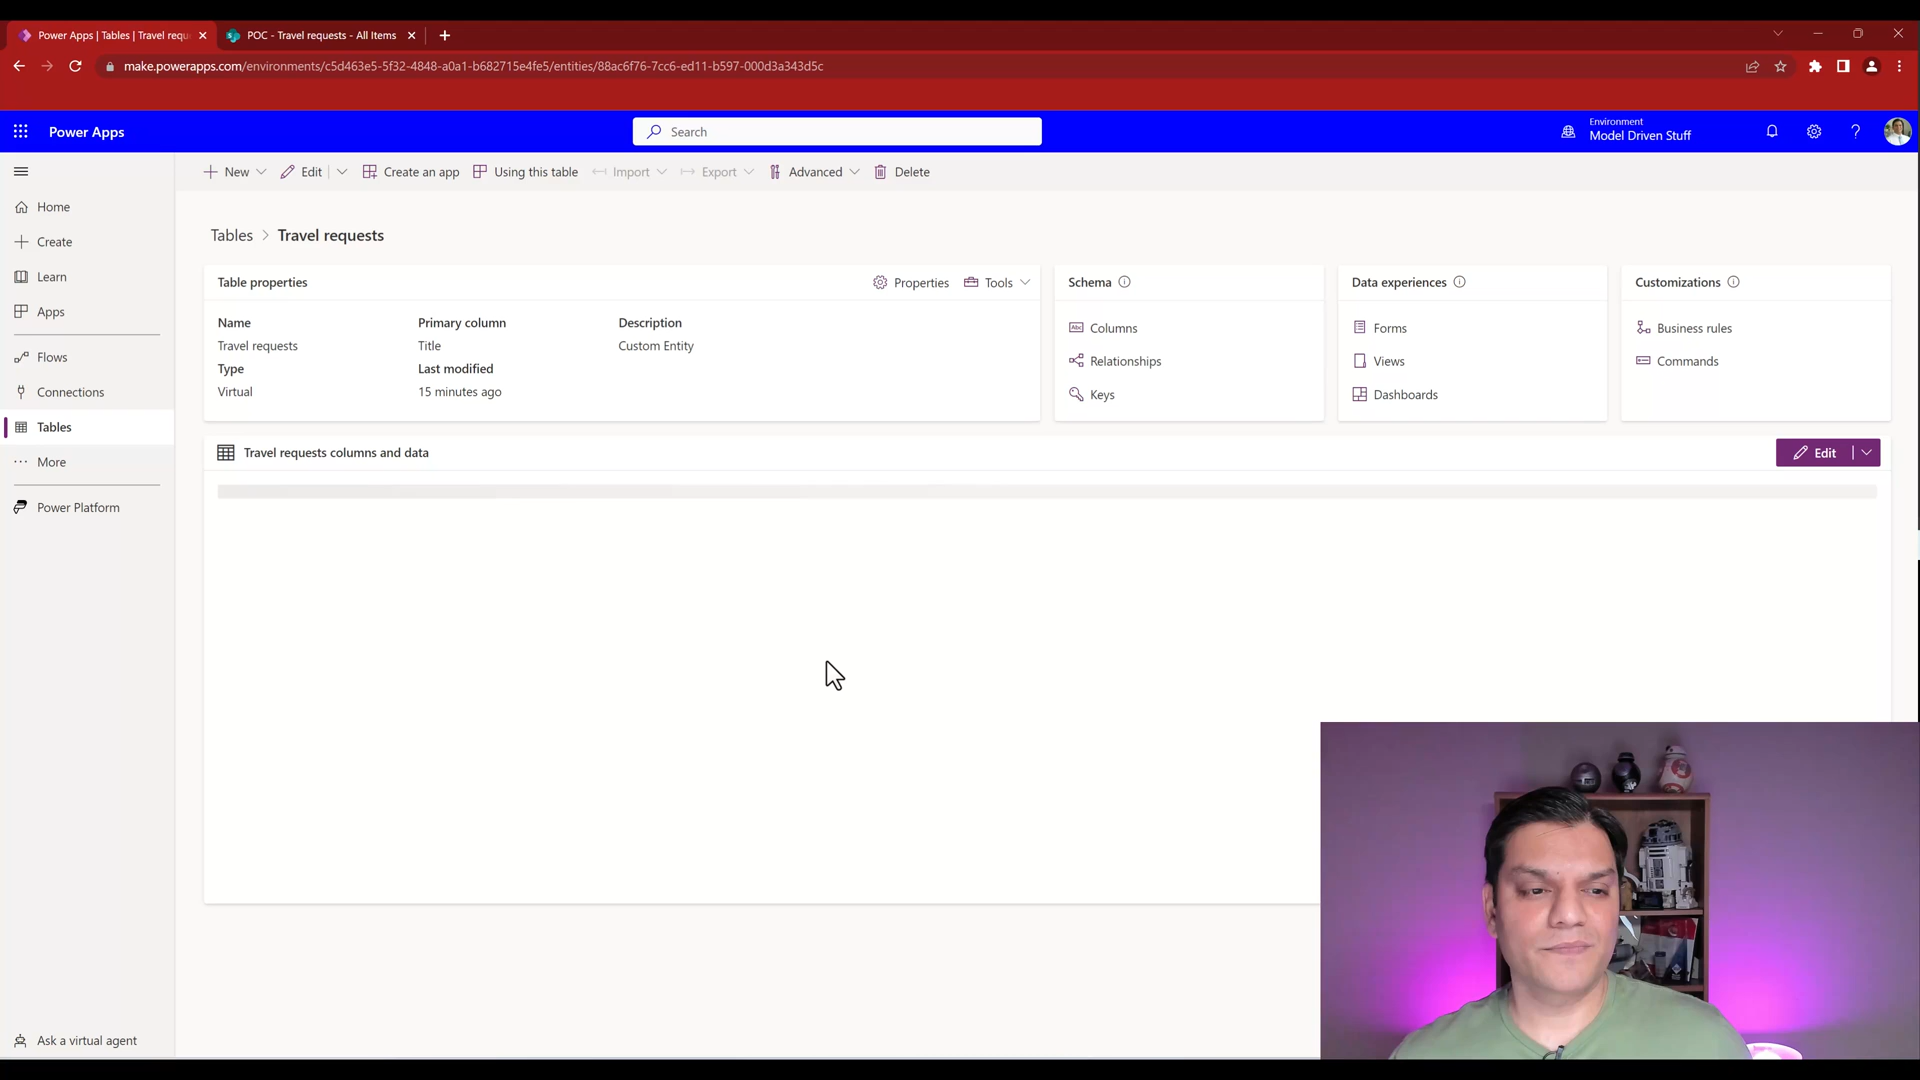 Power Apps | Tables | Travel requ
POC - Travel requests - All Items
make.powerapps.com/environments/c5d463e5-5f32-4848-a0a1-b682715e4fe5/entities/88ac6f76-7cc6-ed11-b597-000d3a343d5c
Power Apps
Search
Environment
Model Driven Stuff
New
Edit
Create an app
Using this table
Import
Export
Advanced
Delete
Home
Create
Learn
Apps
Flows
Connections
Tables
More
Power Platform
Ask a virtual agent
Tables > Travel requests
Table properties
Properties
Tools
Name
Travel requests
Type
Virtual
Primary column
Title
Last modified
15 minutes ago
Description
Custom Entity
Schema
Columns
Relationships
Keys
Data experiences
Forms
Views
Dashboards
Customizations
Business rules
Commands
Travel requests columns and data
Edit